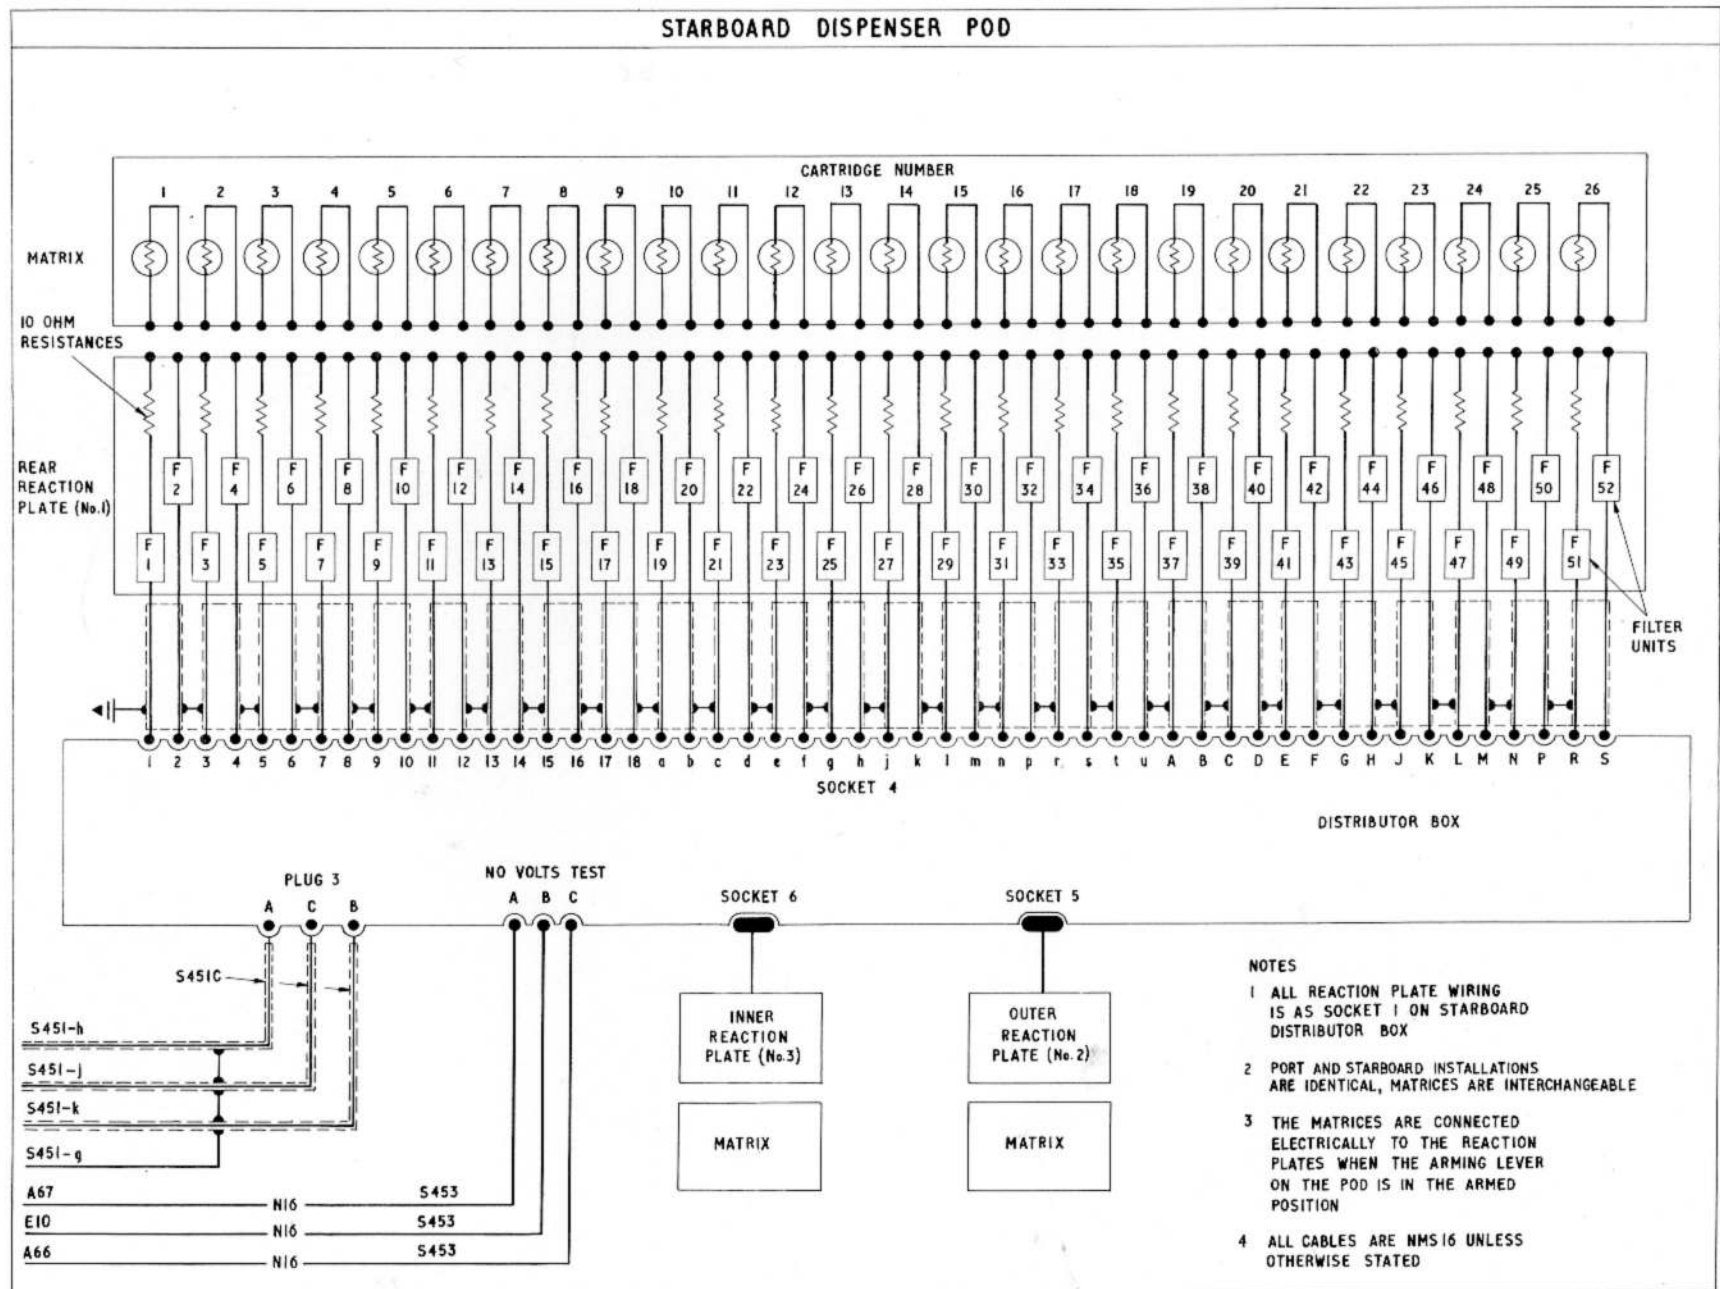 STARBOARD DISPENSER POD
CARTRIDGE NUMBER
1 2 3 4 5 6 7 8 9 10 11 12 13 14 15 16 17 18 19 20 21 22 23 24 25 26
MATRIX
10 OHM
RESISTANCES
REAR
REACTION
PLATE (No.1)
F F F F F F F F F F F F F F F F F F F F F F F F F F
2 4 6 8 10 12 14 16 18 20 22 24 26 28 30 32 34 36 38 40 42 44 46 48 50 52
F F F F F F F F F F F F F F F F F F F F F F F F F F
1 3 5 7 9 11 13 15 17 19 21 23 25 27 29 31 33 35 37 39 41 43 45 47 49 51
FILTER
UNITS
1 2 3 4 5 6 7 8 9 10 11 12 13 14 15 16 17 18 a b c d e f g h j k l m n p r s t u A B C D E F G H J K L M N P R S
SOCKET 4
DISTRIBUTOR BOX
PLUG 3
A C B
NO VOLTS TEST
A B C
SOCKET 6
SOCKET 5
S451C
S451-h
S451-j
S451-k
S451-g
A67 N16 S453
E10 N16 S453
A66 N16 S453
INNER
REACTION
PLATE (No.3)
MATRIX
OUTER
REACTION
PLATE (No.2)
MATRIX
NOTES
1 ALL REACTION PLATE WIRING
IS AS SOCKET 1 ON STARBOARD
DISTRIBUTOR BOX
2 PORT AND STARBOARD INSTALLATIONS
ARE IDENTICAL, MATRICES ARE INTERCHANGEABLE
3 THE MATRICES ARE CONNECTED
ELECTRICALLY TO THE REACTION
PLATES WHEN THE ARMING LEVER
ON THE POD IS IN THE ARMED
POSITION
4 ALL CABLES ARE NMS16 UNLESS
OTHERWISE STATED